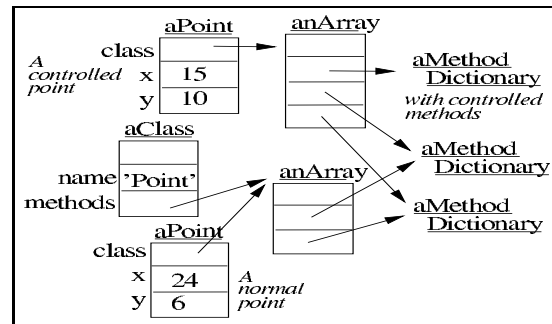 aPoint
class
x 15
y 10
A
controlled
point
anArray
aMethod
Dictionary
with controlled
methods
aClass
name 'Point'
methods
anArray
aMethod
Dictionary
aMethod
Dictionary
aPoint
class
x 24
y 6
A
normal
point